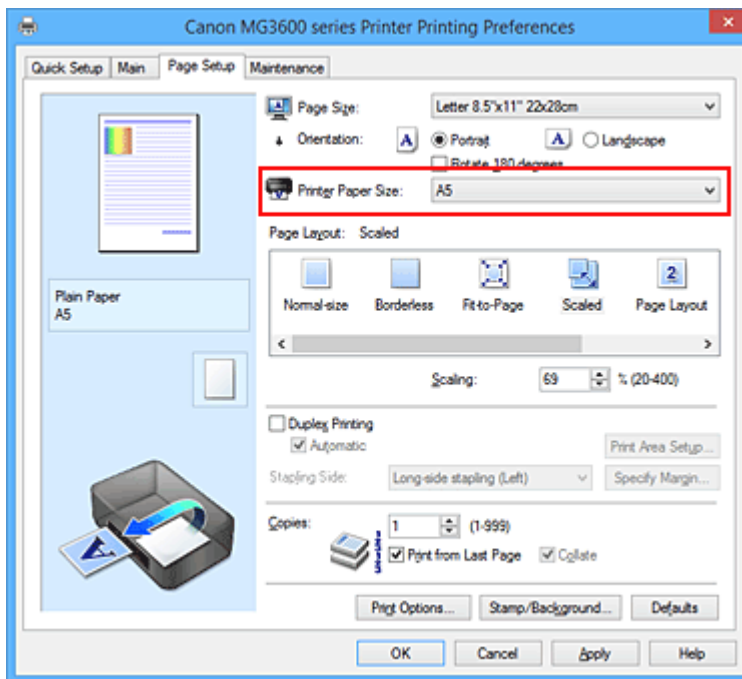 Canon MG3600 series Printer Printing Preferences
Quick Setup Main Page Setup Maintenance
Page Size: Letter 8.5"x11" 22x28cm
Orientation: A Portrait A Landscape
Rotate 180 degrees
Printer Paper Size: A5
Page Layout: Scaled
2
Normal-size Borderless Fit-to-Page Scaled Page Layout
Plain Paper
A5
Scaling: 69 % (20-400)
Duplex Printing
Automatic Print Area Setup...
Stapling Side: Long-side stapling (Left) Specify Margin...
Copies: 1 (1-999)
Print from Last Page Collate
A
Print Options... Stamp/Background... Defaults
OK Cancel Apply Help